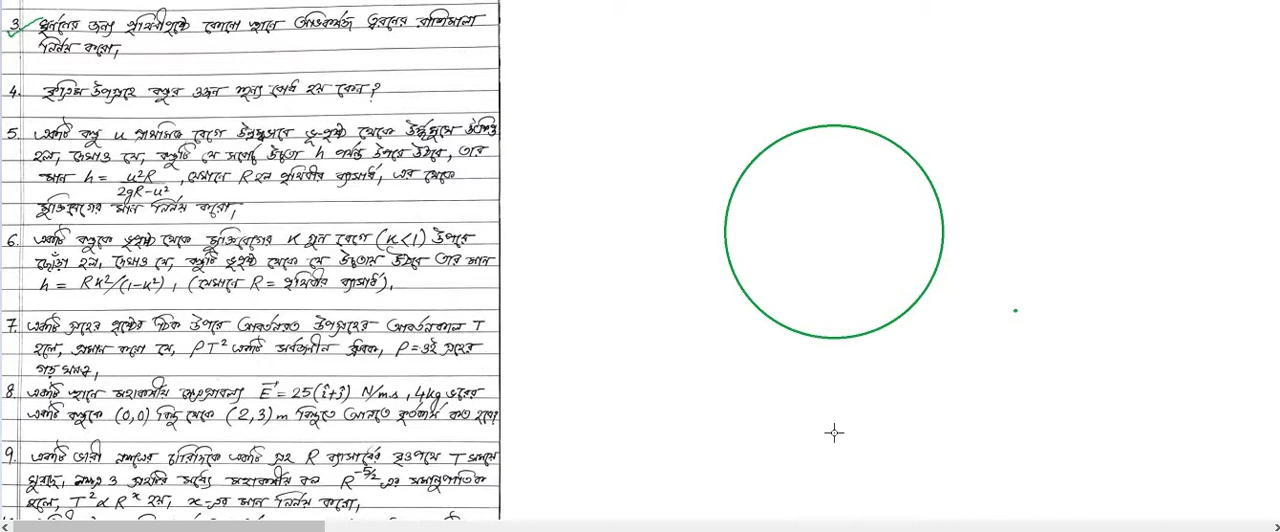 3. ঘূর্ণনের জন্য পৃথিবীপৃষ্ঠে কোনো স্থানে অভিকর্ষজ ত্বরণের রাশিমালা
নির্ণয় করো,
4. কৃত্রিম উপগ্রহে বস্তুর ওজন শূন্য বোধ হয় কেন?
5. একটি বস্তু u প্রাথমিক বেগে উল্লম্বভাবে ভূ-পৃষ্ঠ থেকে উর্দ্ধমুখে উৎক্ষিপ্ত
হল, দেখাও যে, বস্তুটি যে সর্বোচ্চ উচ্চতা h পর্যন্ত উপরে উঠবে, তার
মান h = u²R / 2gR-u² , যেখানে R হল পৃথিবীর ব্যাসার্ধ, এর থেকে
মুক্তিবেগের মান নির্ণয় করো,
6. একটি বস্তুকে ভূপৃষ্ঠ থেকে মুক্তিবেগের K গুন বেগে (K<1) উপরে
ছোঁড়া হল, দেখাও যে, বস্তুটি ভূপৃষ্ঠ থেকে যে উচ্চতায় উঠবে তার মান
h = RK²/(1-K²), (যেখানে R = পৃথিবীর ব্যাসার্ধ),
7. একটি গ্রহের পৃষ্ঠের ঠিক উপরে আবর্তনরত উপগ্রহের আবর্তনকাল T
হলে, প্রমান করো যে, ρT² একটি সার্বজনীন ধ্রুবক, ρ = ওই গ্রহের
গড় ঘনত্ব,
8. একটি স্থানে মহাকর্ষীয় ক্ষেত্রপ্রাবল্য E⃗ = 25(î+ĵ) N/m.s, 4kg ভরের
একটি বস্তুকে (0,0) বিন্দু থেকে (2,3)m বিন্দুতে আনতে কৃতকার্য কত হবে?
9. একটি ভারী নক্ষত্রের চারিদিকে একটি গ্রহ R ব্যাসার্ধের বৃত্তপথে T সময়ে
ঘুরছে, নক্ষত্র ও গ্রহটির মধ্যে মহাকর্ষীয় বল R^-5/2 এর সমানুপাতিক
হলে, T² ∝ R^x হয়, x-এর মান নির্ণয় করো,